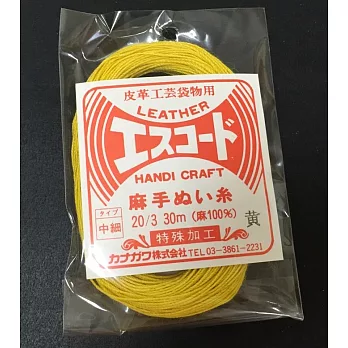 皮革工芸袋物用
LEATHER
エスコード
HANDI CRAFT
麻手ぬい糸
タイプ
中細
20/3 30m (麻100%)
黄
特殊加工
カナガワ株式会社 TEL 03-3861-2231